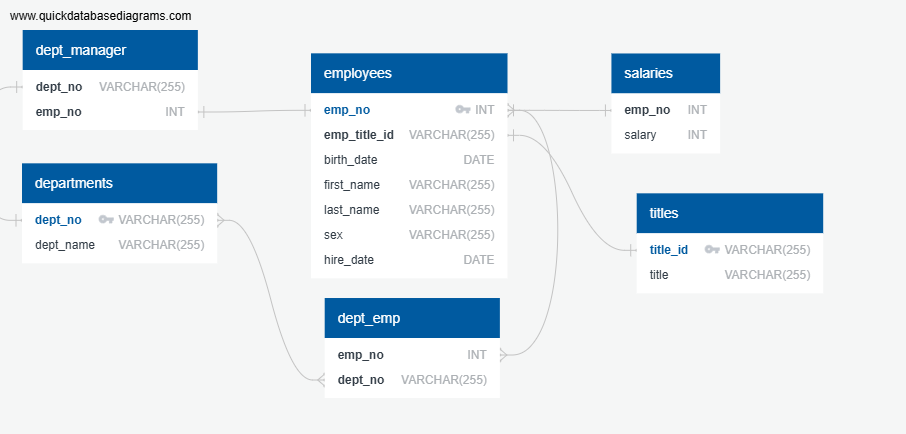 www.quickdatabasediagrams.com
dept_manager
dept_no VARCHAR(255)
emp_no INT
departments
dept_no VARCHAR(255)
dept_name VARCHAR(255)
employees
emp_no INT
emp_title_id VARCHAR(255)
birth_date DATE
first_name VARCHAR(255)
last_name VARCHAR(255)
sex VARCHAR(255)
hire_date DATE
dept_emp
emp_no INT
dept_no VARCHAR(255)
salaries
emp_no INT
salary INT
titles
title_id VARCHAR(255)
title VARCHAR(255)